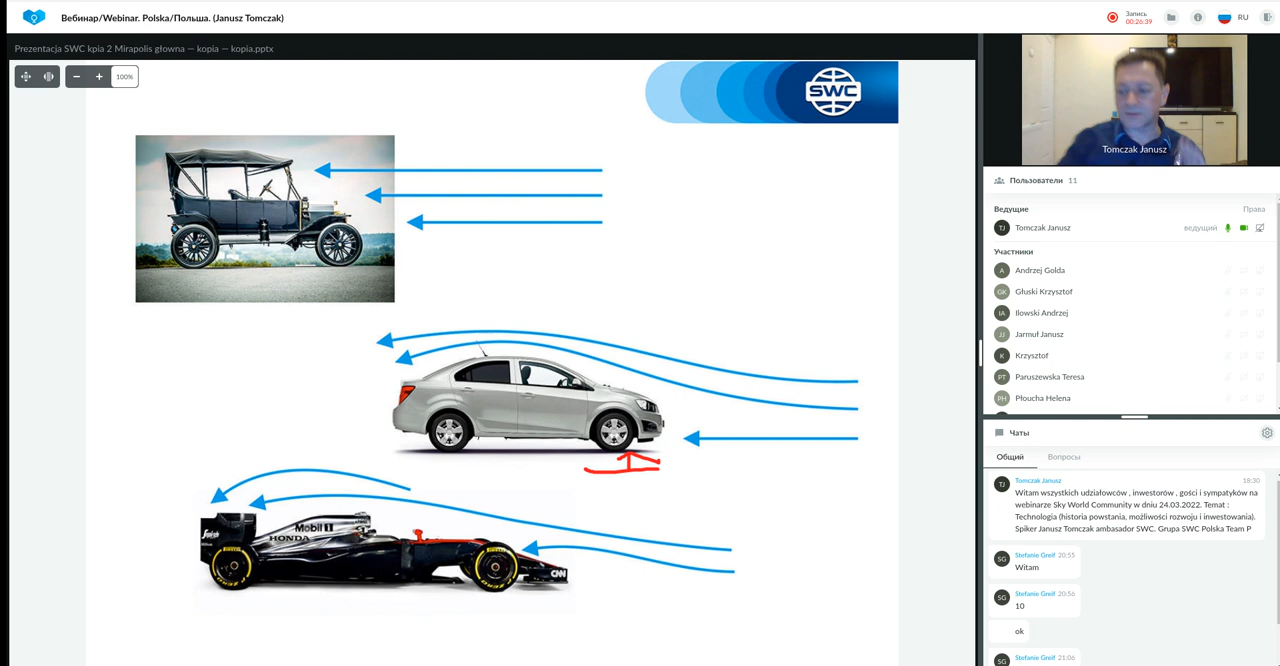 Вебинар/Webinar. Polska/Польша. (Janusz Tomczak)
Запись
00:26:39
RU
Prezentacja SWC kpia 2 Mirapolis głowna — kopia — kopia.pptx
100%
SWC
Mobil 1
HONDA
CNN
Tomczak Janusz
Пользователи 11
Ведущие
Права
TJ
Tomczak Janusz
ведущий
Участники
A
Andrzej Golda
GK
Głuski Krzysztof
IA
Ilowski Andrzej
JJ
Jarmuł Janusz
K
Krzysztof
PT
Paruszewska Teresa
PH
Płoucha Helena
Чаты
Общий
Вопросы
TJ
Tomczak Janusz
18:30
Witam wszystkich udziałowców , inwestorów , gości i sympatyków na
webinarze Sky World Community w dniu 24.03.2022. Temat :
Technologia (historia powstania, możliwości rozwoju i inwestowania).
Spiker Janusz Tomczak ambasador SWC. Grupa SWC Polska Team P
SG
Stefanie Greif 20:55
Witam
SG
Stefanie Greif 20:56
10
ok
SG
Stefanie Greif 21:06